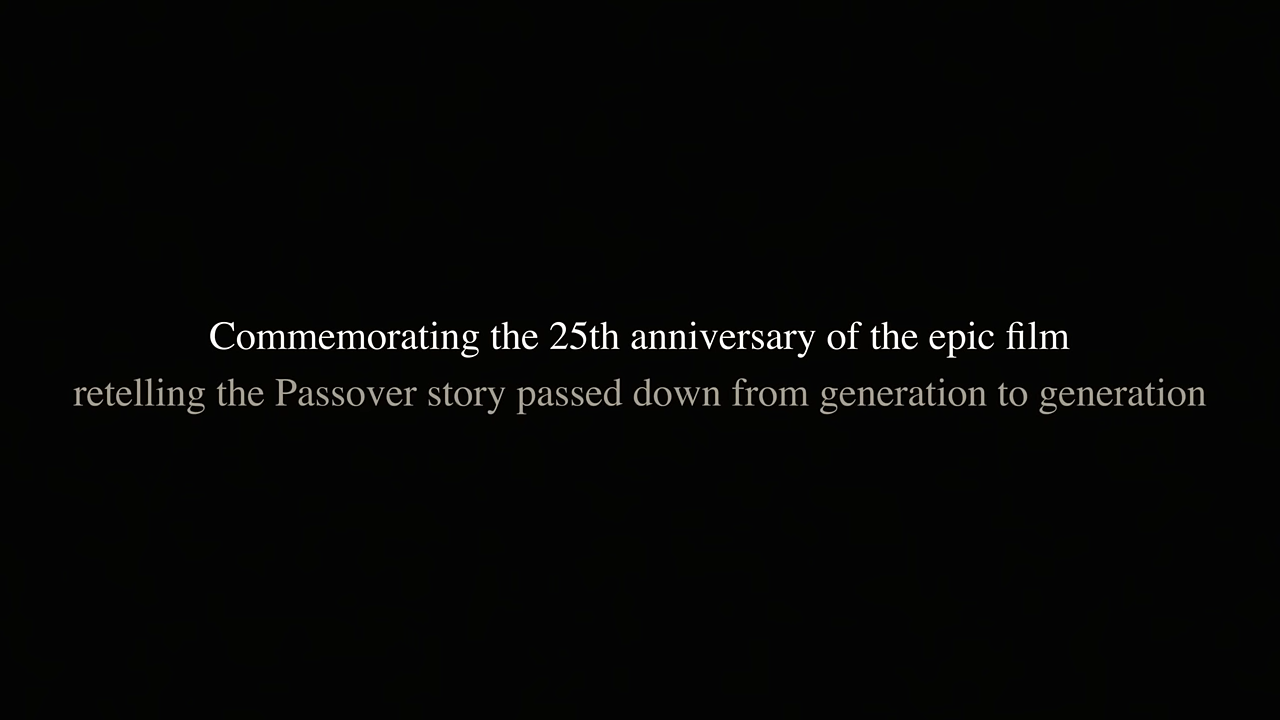 Commemorating the 25th anniversary of the epic film
retelling the Passover story passed down from generation to generation